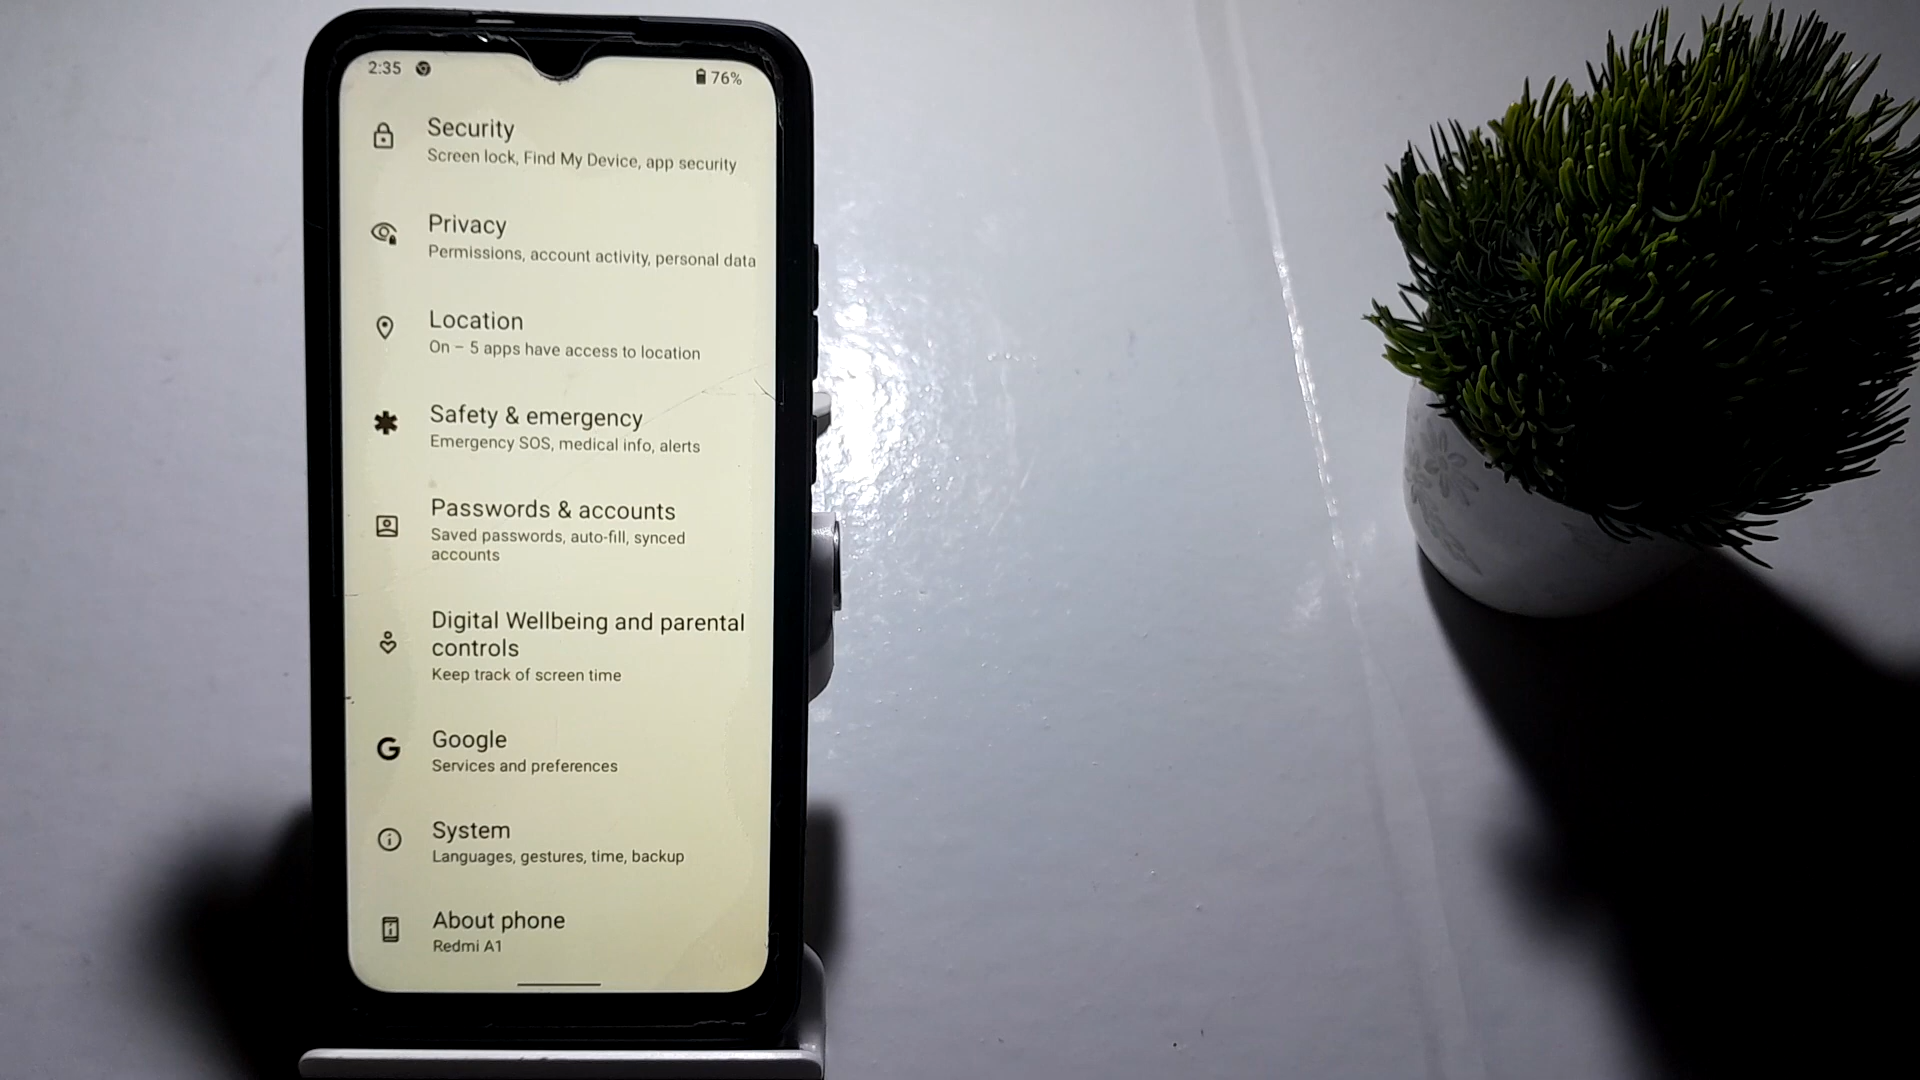 2:35
76%
Security
Screen lock, Find My Device, app security
Privacy
Permissions, account activity, personal data
Location
On – 5 apps have access to location
Safety & emergency
Emergency SOS, medical info, alerts
Passwords & accounts
Saved passwords, auto-fill, synced
accounts
Digital Wellbeing and parental
controls
Keep track of screen time
Google
Services and preferences
System
Languages, gestures, time, backup
About phone
Redmi A1